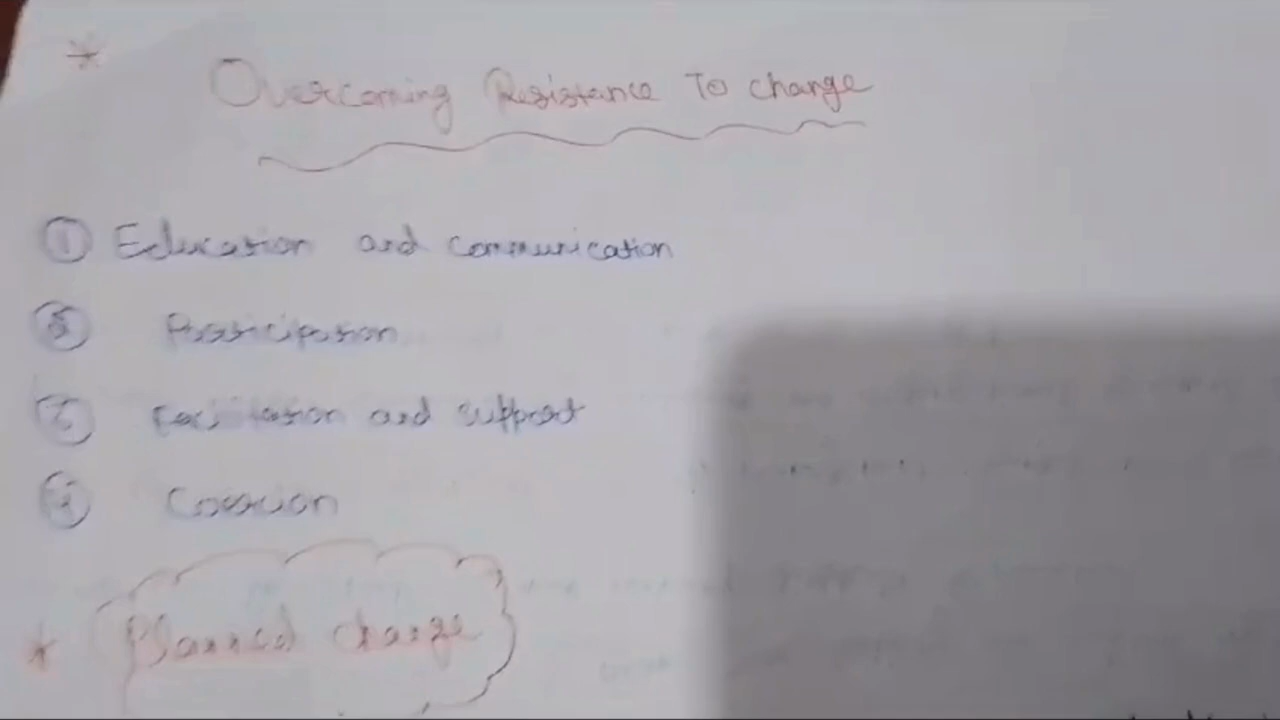 * Overcoming Resistance To change
① Education and communication
② Participation
③ Facilitation and support
④ Coercion
* Planned change